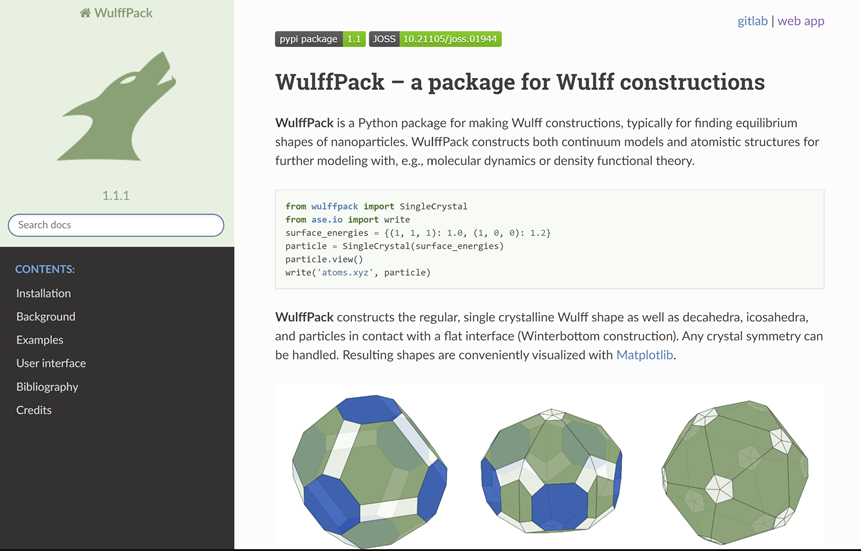 WulffPack
1.1.1
Search docs
CONTENTS:
Installation
Background
Examples
User interface
Bibliography
Credits
gitlab | web app
pypi package 1.1 JOSS 10.21105/joss.01944
WulffPack – a package for Wulff constructions
WulffPack is a Python package for making Wulff constructions, typically for finding equilibrium
shapes of nanoparticles. WulffPack constructs both continuum models and atomistic structures for
further modeling with, e.g., molecular dynamics or density functional theory.
from wulffpack import SingleCrystal
from ase.io import write
surface_energies = {(1, 1, 1): 1.0, (1, 0, 0): 1.2}
particle = SingleCrystal(surface_energies)
particle.view()
write('atoms.xyz', particle)
WulffPack constructs the regular, single crystalline Wulff shape as well as decahedra, icosahedra,
and particles in contact with a flat interface (Winterbottom construction). Any crystal symmetry can
be handled. Resulting shapes are conveniently visualized with Matplotlib.